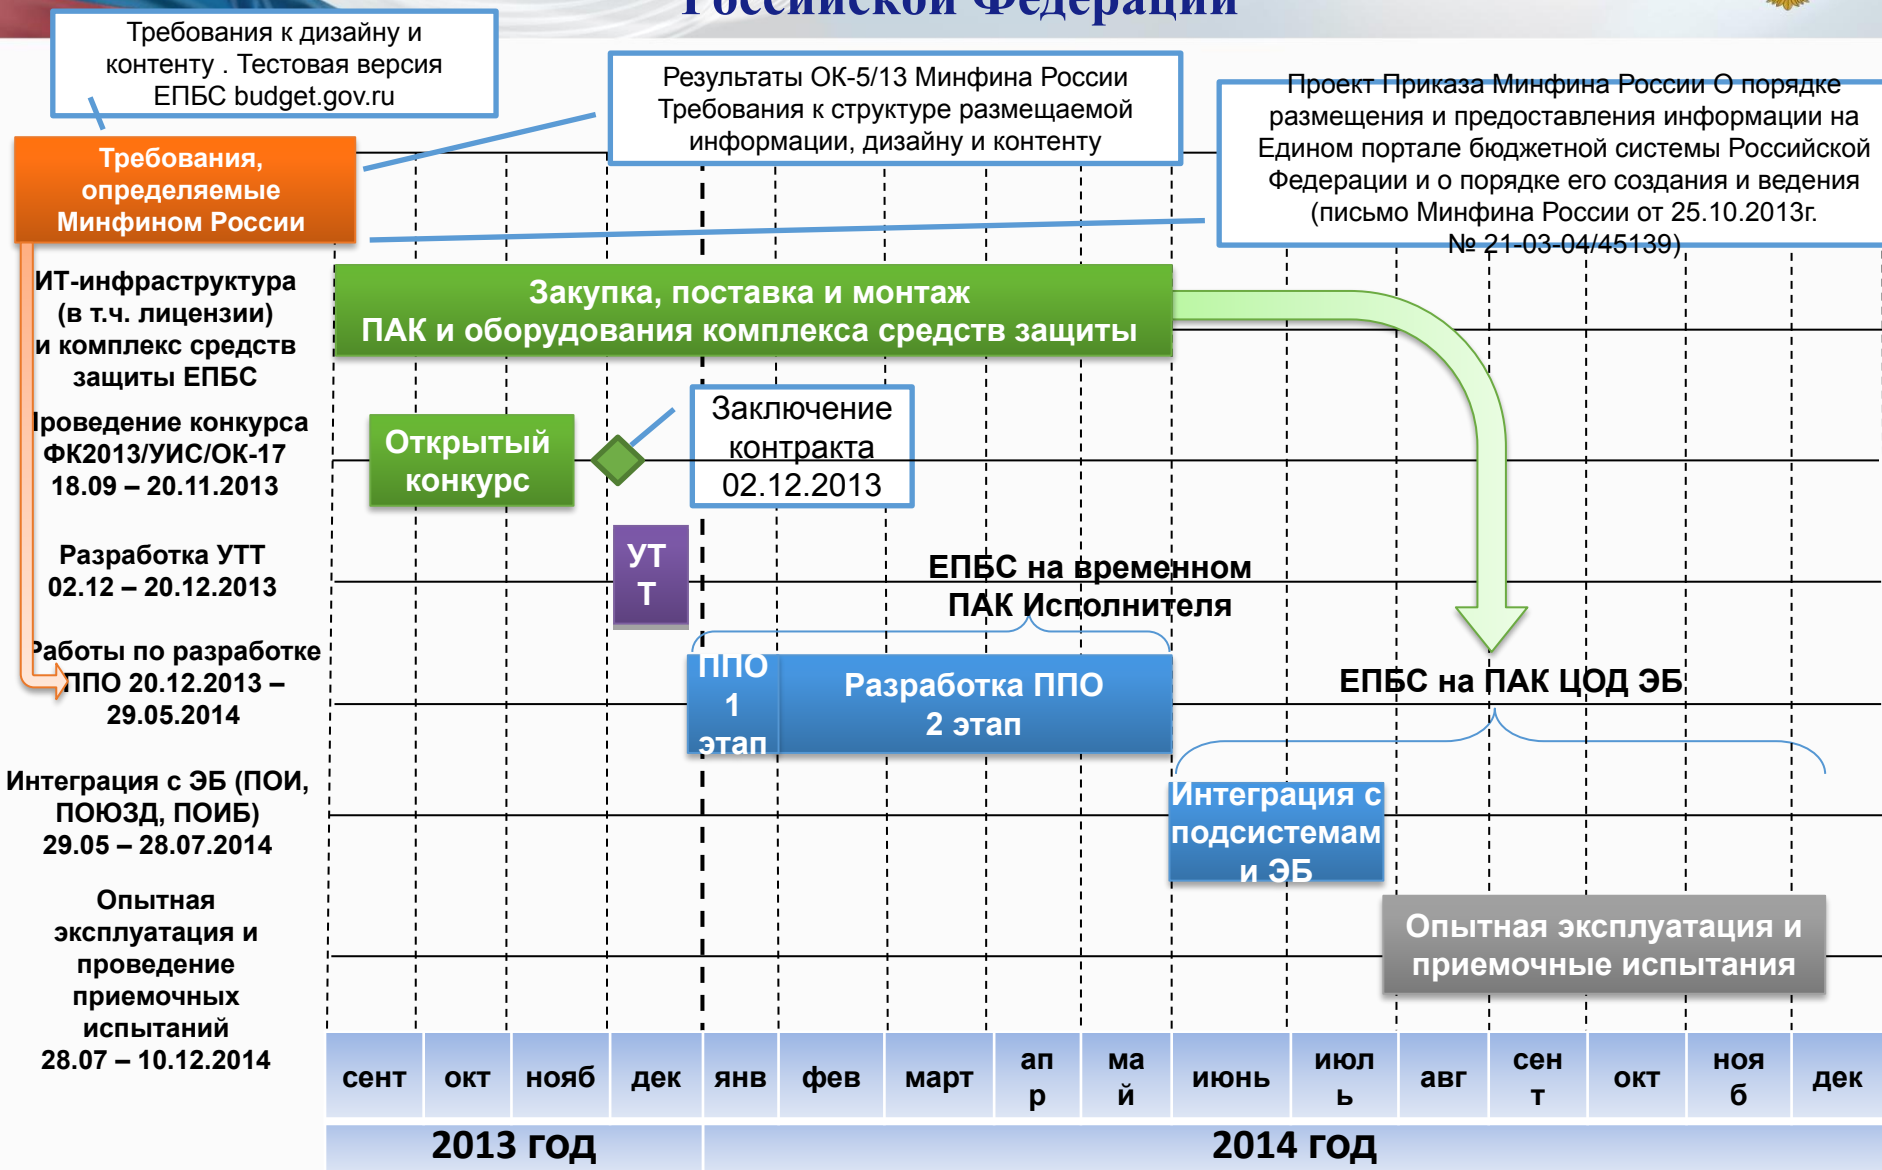 Российской Федерации
Требования к дизайну и
контенту . Тестовая версия
ЕПБС budget.gov.ru
Результаты ОК-5/13 Минфина России
Требования к структуре размещаемой
информации, дизайну и контенту
Проект Приказа Минфина России О порядке
размещения и предоставления информации на
Едином портале бюджетной системы Российской
Федерации и о порядке его создания и ведения
(письмо Минфина России от 25.10.2013г.
№ 21-03-04/45139)
Требования,
определяемые
Минфином России
ИТ-инфраструктура
(в т.ч. лицензии)
и комплекс средств
защиты ЕПБС
Закупка, поставка и монтаж
ПАК и оборудования комплекса средств защиты
Проведение конкурса
ФК2013/УИС/ОК-17
18.09 – 20.11.2013
Открытый
конкурс
Заключение
контракта
02.12.2013
Разработка УТТ
02.12 – 20.12.2013
УТ
Т
ЕПБС на временном
ПАК Исполнителя
Работы по разработке
ППО 20.12.2013 –
29.05.2014
ППО
1
этап
Разработка ППО
2 этап
ЕПБС на ПАК ЦОД ЭБ
Интеграция с ЭБ (ПОИ,
ПОЮЗД, ПОИБ)
29.05 – 28.07.2014
Интеграция с
подсистемам
и ЭБ
Опытная
эксплуатация и
проведение
приемочных
испытаний
28.07 – 10.12.2014
Опытная эксплуатация и
приемочные испытания
сент
окт
нояб
дек
янв
фев
март
ап
р
ма
й
июнь
июл
ь
авг
сен
т
окт
ноя
б
дек
2013 год
2014 год